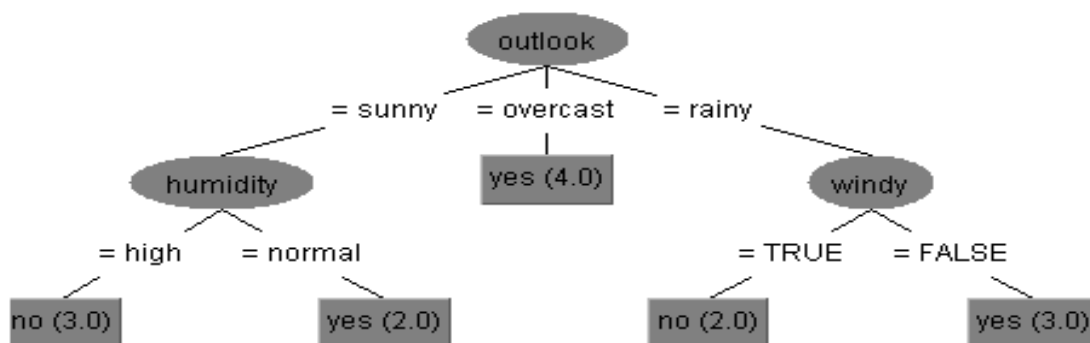 outlook
= sunny = overcast = rainy
humidity yes (4.0) windy
= high = normal = TRUE = FALSE
no (3.0) yes (2.0) no (2.0) yes (3.0)